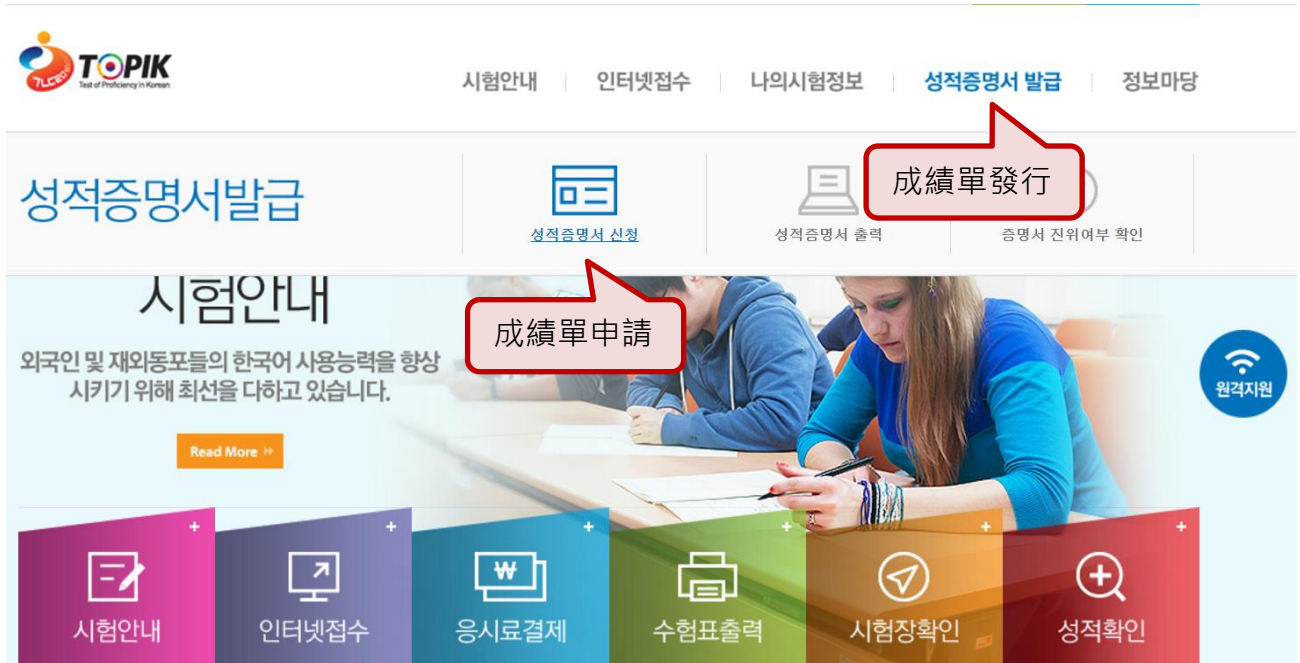 가나다라
TOPIK
Test of Proficiency in Korean
시험안내
인터넷접수
나의시험정보
성적증명서 발급
정보마당
成績單發行
성적증명서발급
성적증명서 신청
성적증명서 출력
증명서 진위여부 확인
成績單申請
시험안내
외국인 및 재외동포들의 한국어 사용능력을 향상
시키기 위해 최선을 다하고 있습니다.
Read More
원격지원
시험안내
인터넷접수
응시료결제
수험표출력
시험장확인
성적확인